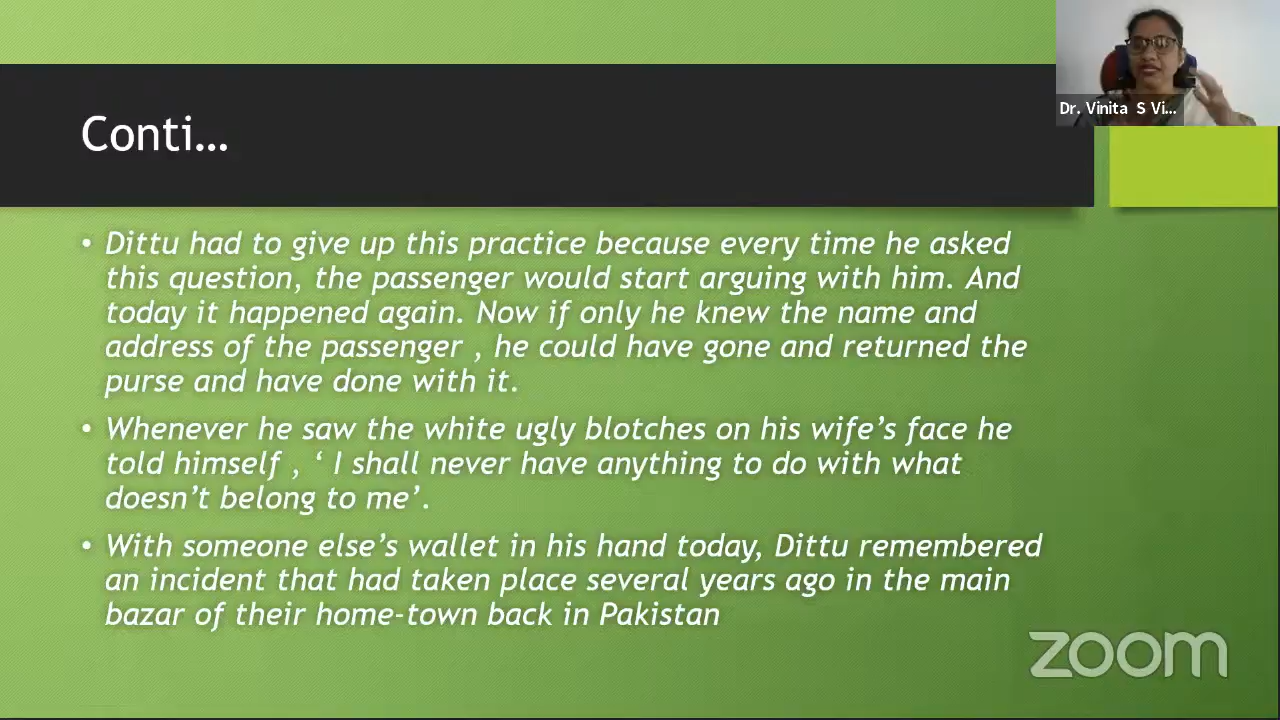 Dr. Vinita S Vi...
Conti...
• Dittu had to give up this practice because every time he asked
this question, the passenger would start arguing with him. And
today it happened again. Now if only he knew the name and
address of the passenger , he could have gone and returned the
purse and have done with it.
• Whenever he saw the white ugly blotches on his wife’s face he
told himself , ‘ I shall never have anything to do with what
doesn’t belong to me’.
• With someone else’s wallet in his hand today, Dittu remembered
an incident that had taken place several years ago in the main
bazar of their home-town back in Pakistan
zoom